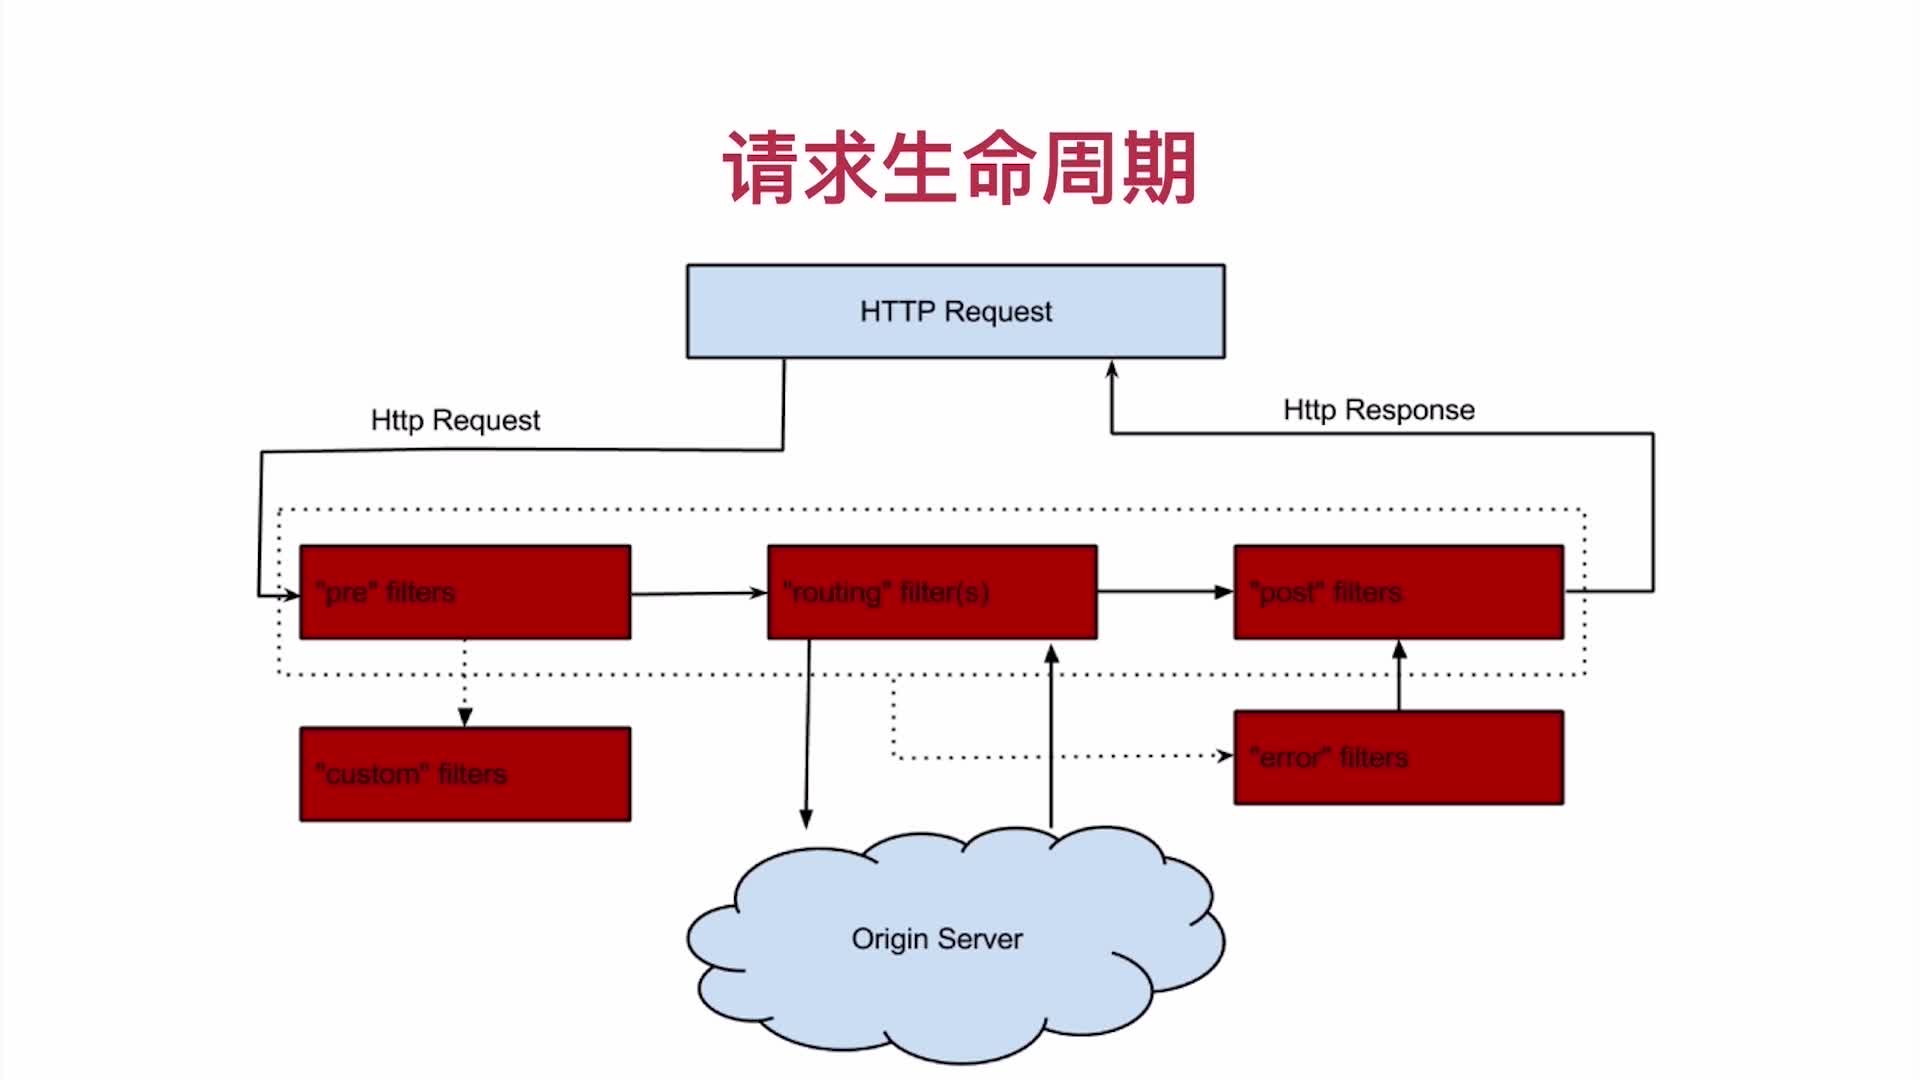 请求生命周期
HTTP Request
Http Request
Http Response
"pre" filters
"routing" filter(s)
"post" filters
"custom" filters
"error" filters
Origin Server